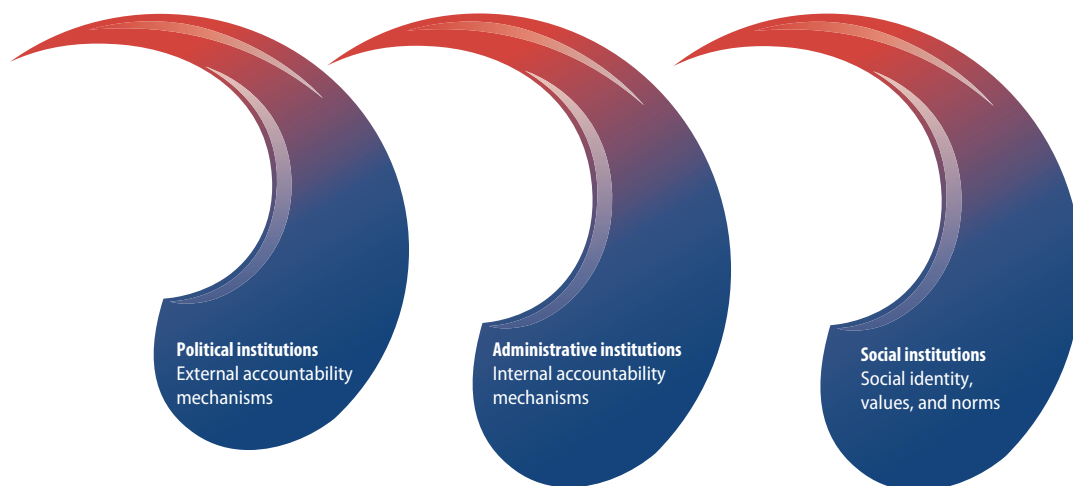 Political institutions
External accountability
mechanisms
Administrative institutions
Internal accountability
mechanisms
Social institutions
Social identity,
values, and norms